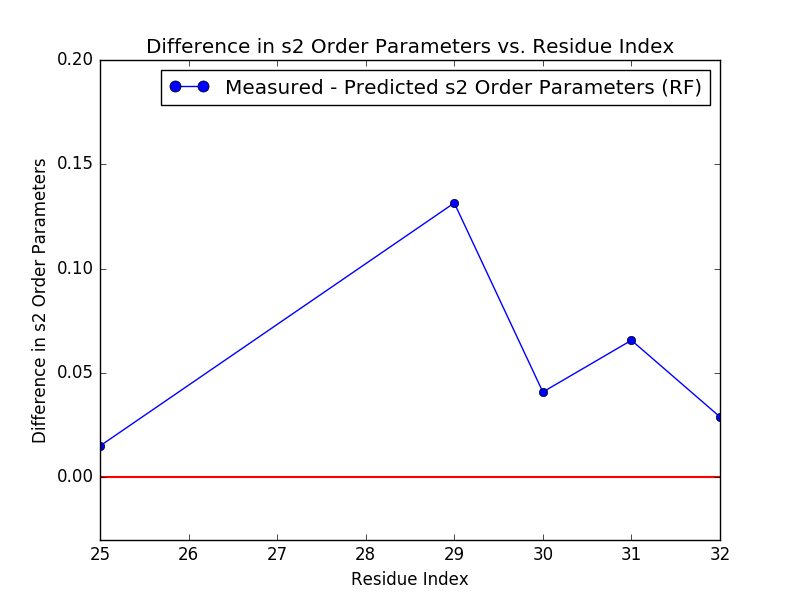 Difference in s2 Order Parameters vs. Residue Index
Measured - Predicted s2 Order Parameters (RF)
Difference in s2 Order Parameters
0.20
0.15
0.10
0.05
0.00
25 26 27 28 29 30 31 32
Residue Index